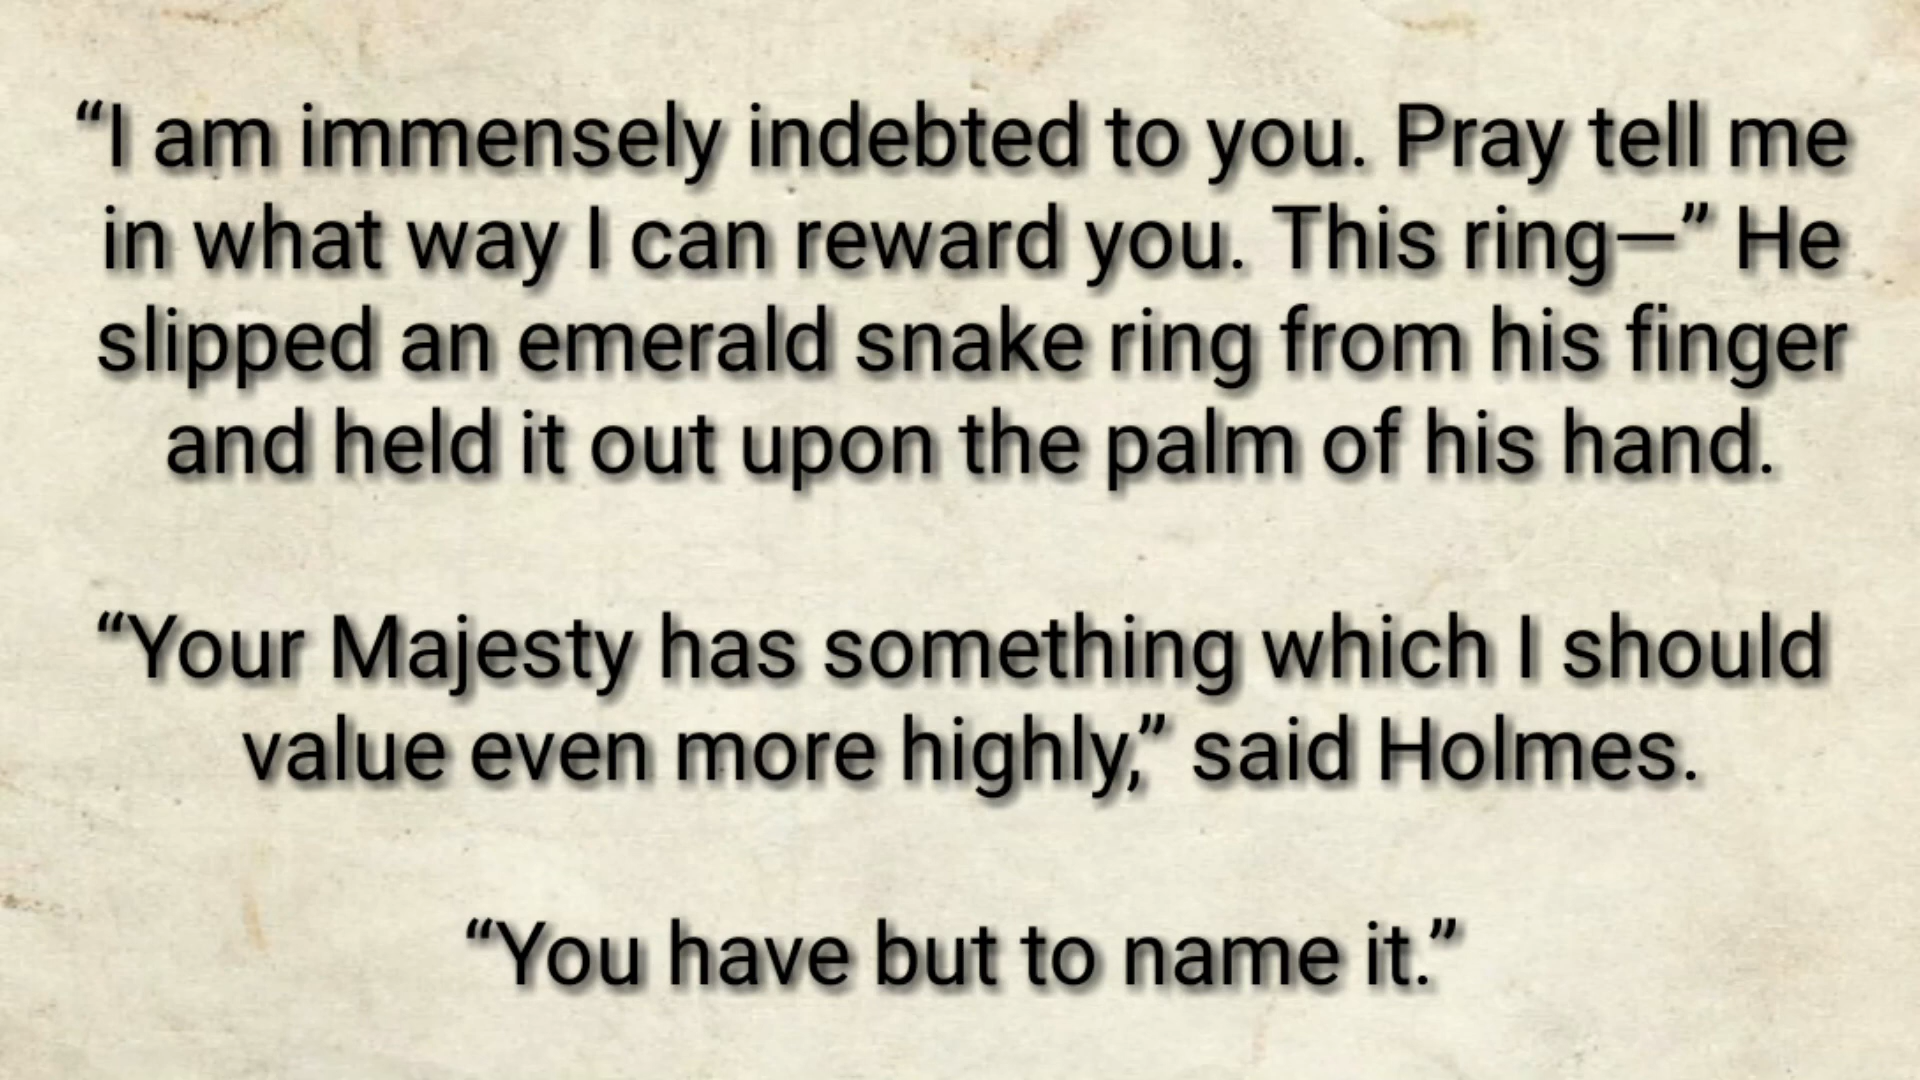 “I am immensely indebted to you. Pray tell me
in what way I can reward you. This ring—” He
slipped an emerald snake ring from his finger
and held it out upon the palm of his hand.
“Your Majesty has something which I should
value even more highly,” said Holmes.
“You have but to name it.”